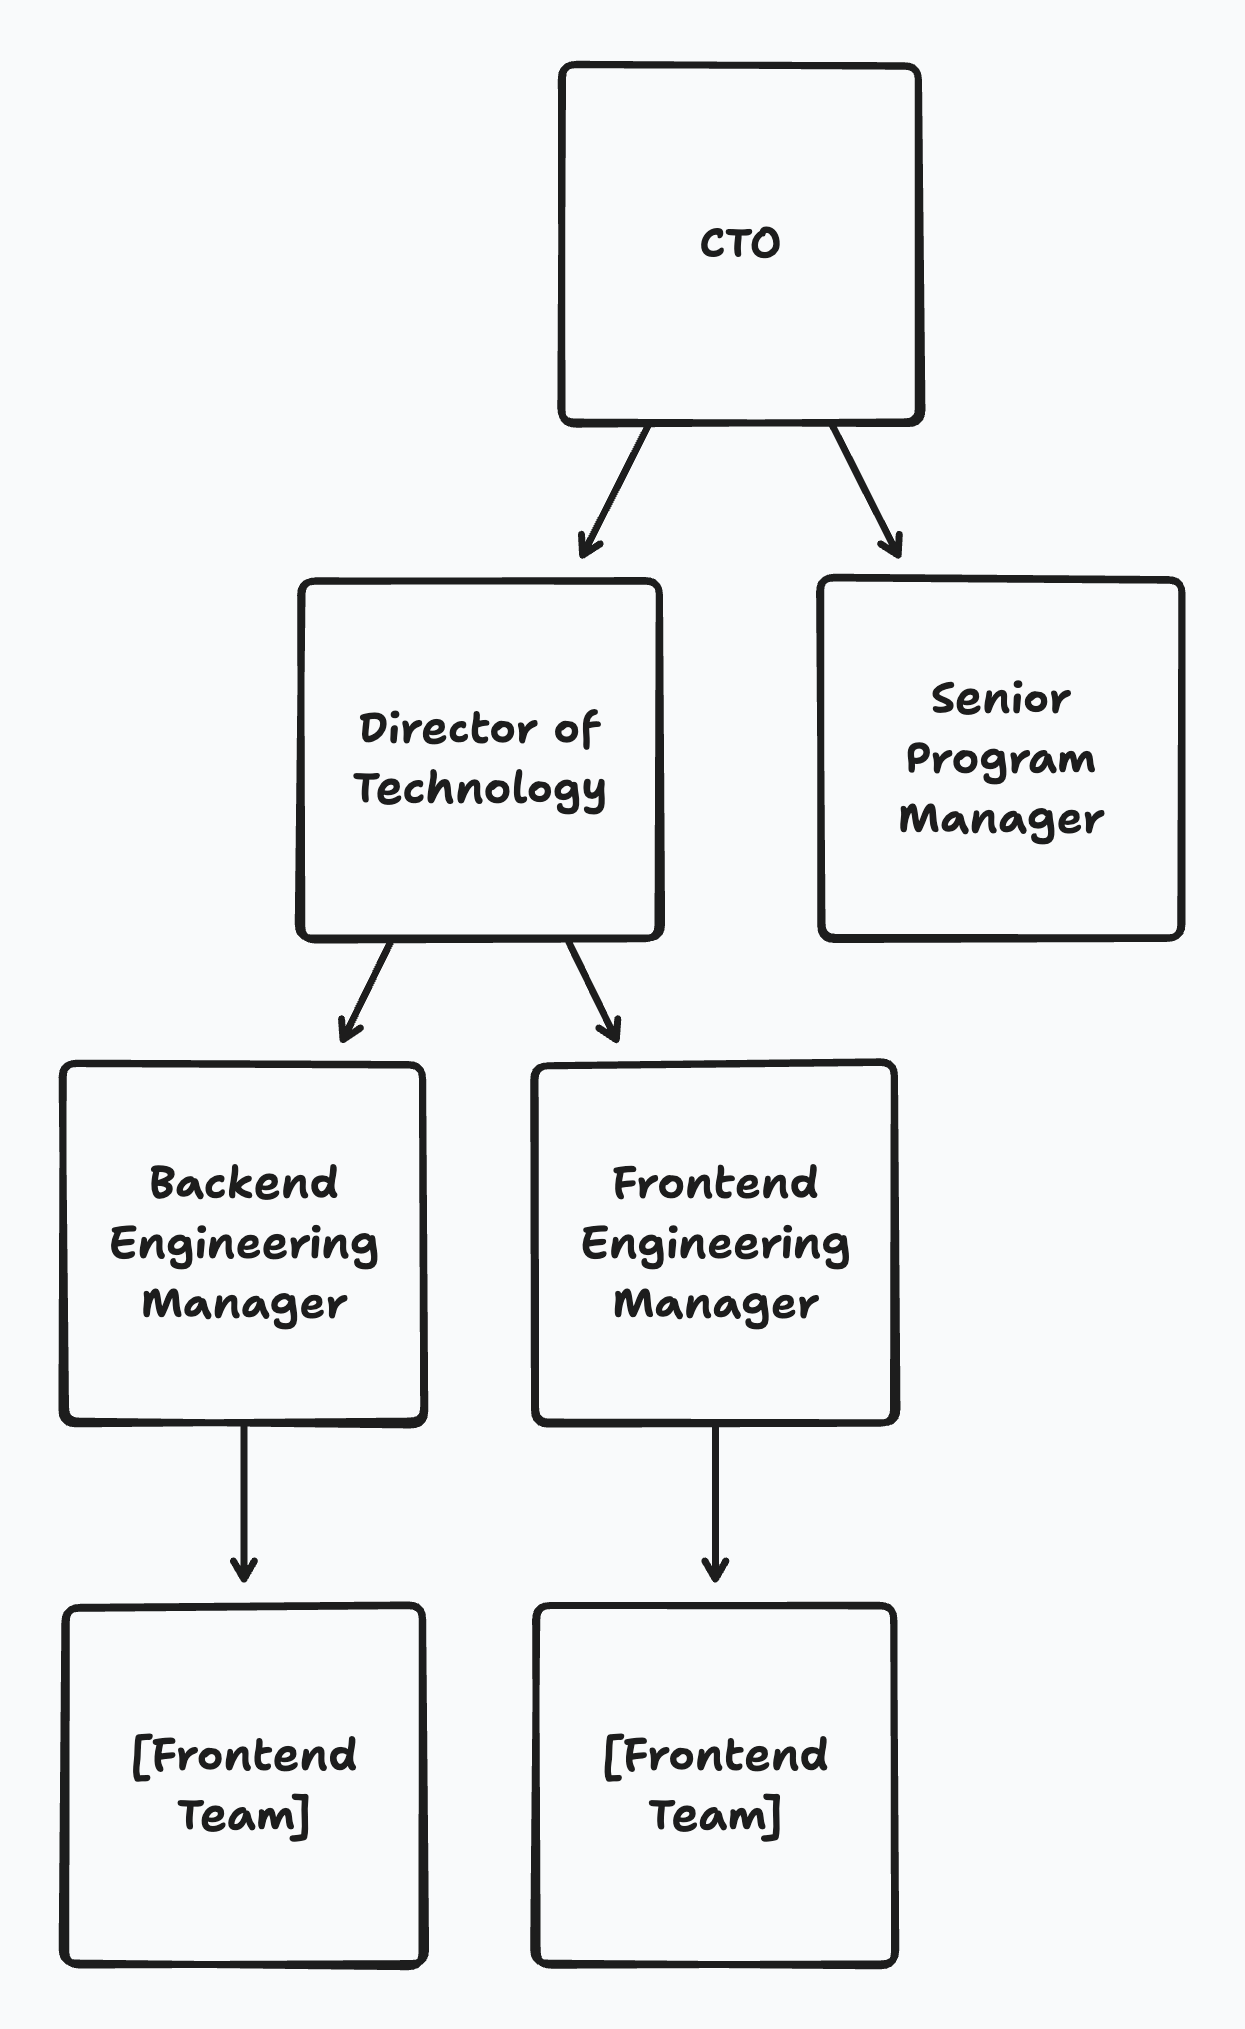 CTO
Director of
Technology
Senior
Program
Manager
Backend
Engineering
Manager
Frontend
Engineering
Manager
[Frontend
Team]
[Frontend
Team]